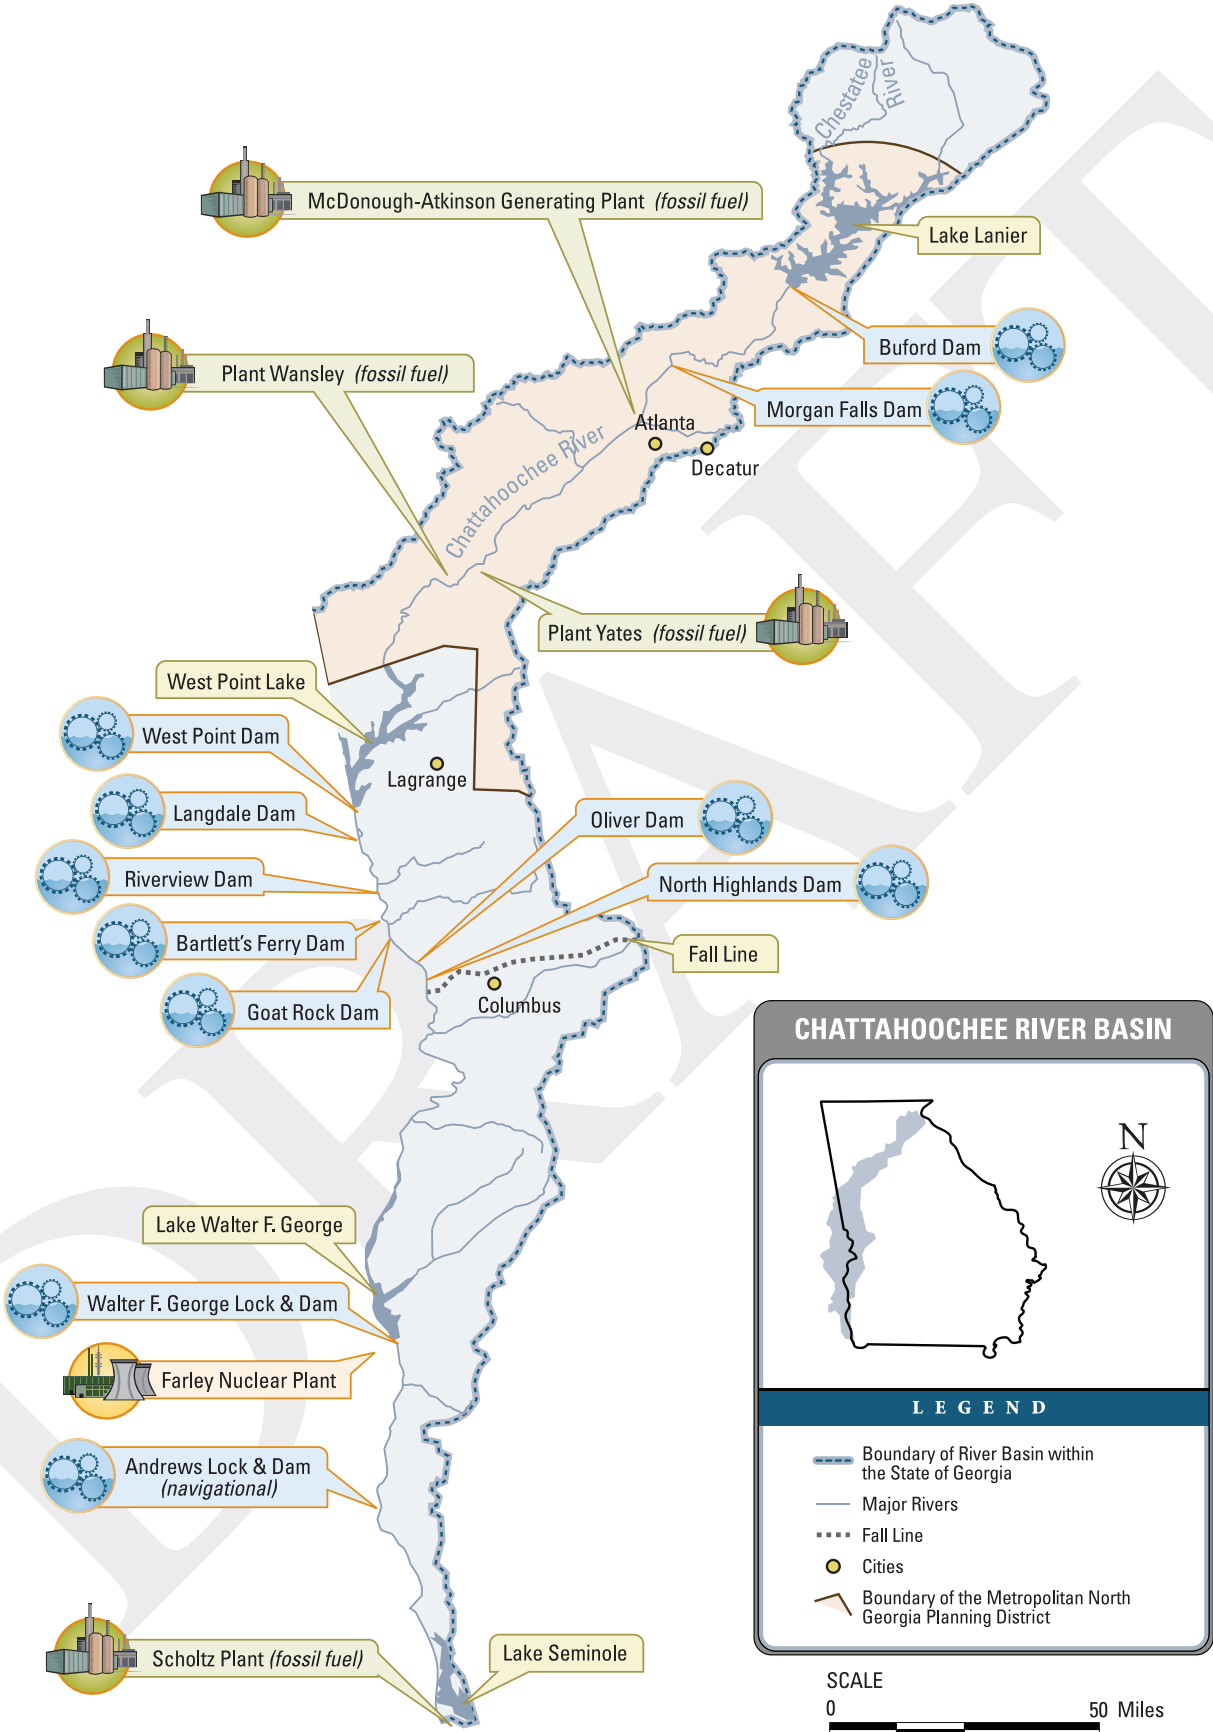 Chestatee
River
McDonough-Atkinson Generating Plant (fossil fuel)
Lake Lanier
Buford Dam
Plant Wansley (fossil fuel)
Morgan Falls Dam
Atlanta
Decatur
Chattahoochee River
Plant Yates (fossil fuel)
West Point Lake
West Point Dam
Lagrange
Langdale Dam
Oliver Dam
Riverview Dam
North Highlands Dam
Bartlett's Ferry Dam
Fall Line
Goat Rock Dam
Columbus
CHATTAHOOCHEE RIVER BASIN
N
Lake Walter F. George
Walter F. George Lock & Dam
Farley Nuclear Plant
LEGEND
Boundary of River Basin within
the State of Georgia
Major Rivers
Fall Line
Cities
Boundary of the Metropolitan North
Georgia Planning District
Andrews Lock & Dam
(navigational)
Scholtz Plant (fossil fuel)
Lake Seminole
SCALE
0 50 Miles
DRAFT